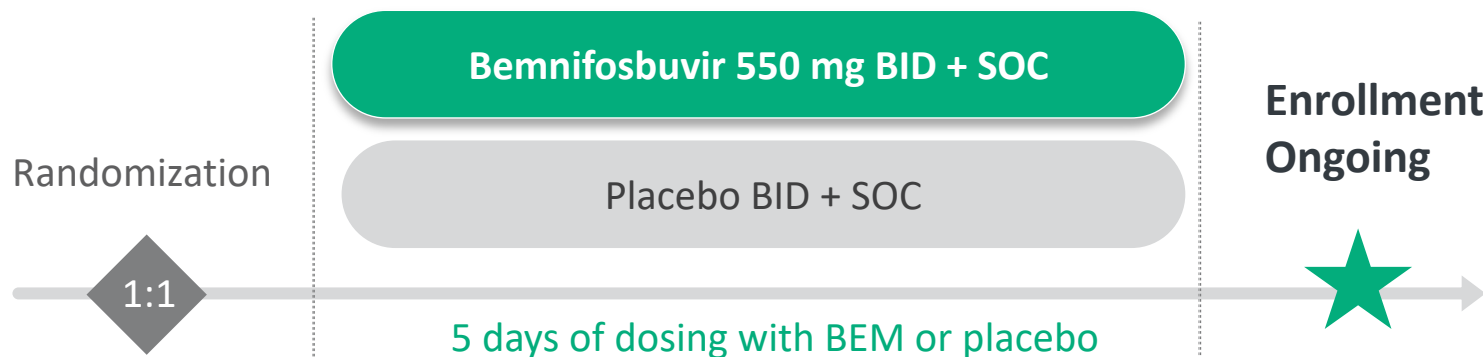 Bemnifosbuvir 550 mg BID + SOC
Enrollment
Ongoing
Randomization
Placebo BID + SOC
1:1
5 days of dosing with BEM or placebo